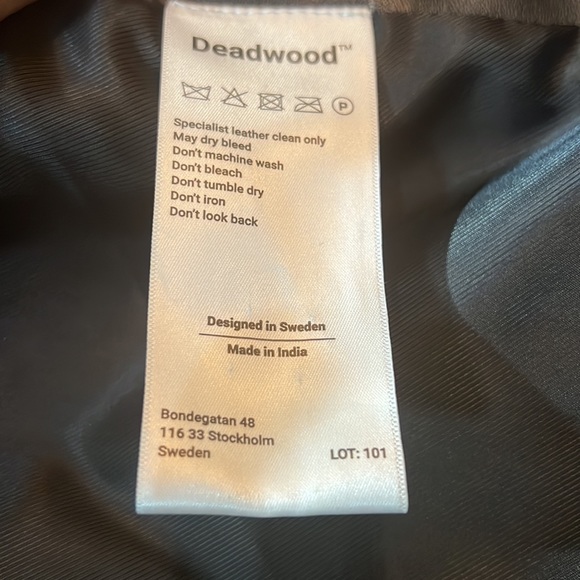 Deadwood™
P
Specialist leather clean only
May dry bleed
Don't machine wash
Don't bleach
Don't tumble dry
Don't iron
Don't look back
Designed in Sweden
Made in India
Bondegatan 48
116 33 Stockholm
Sweden
LOT: 101